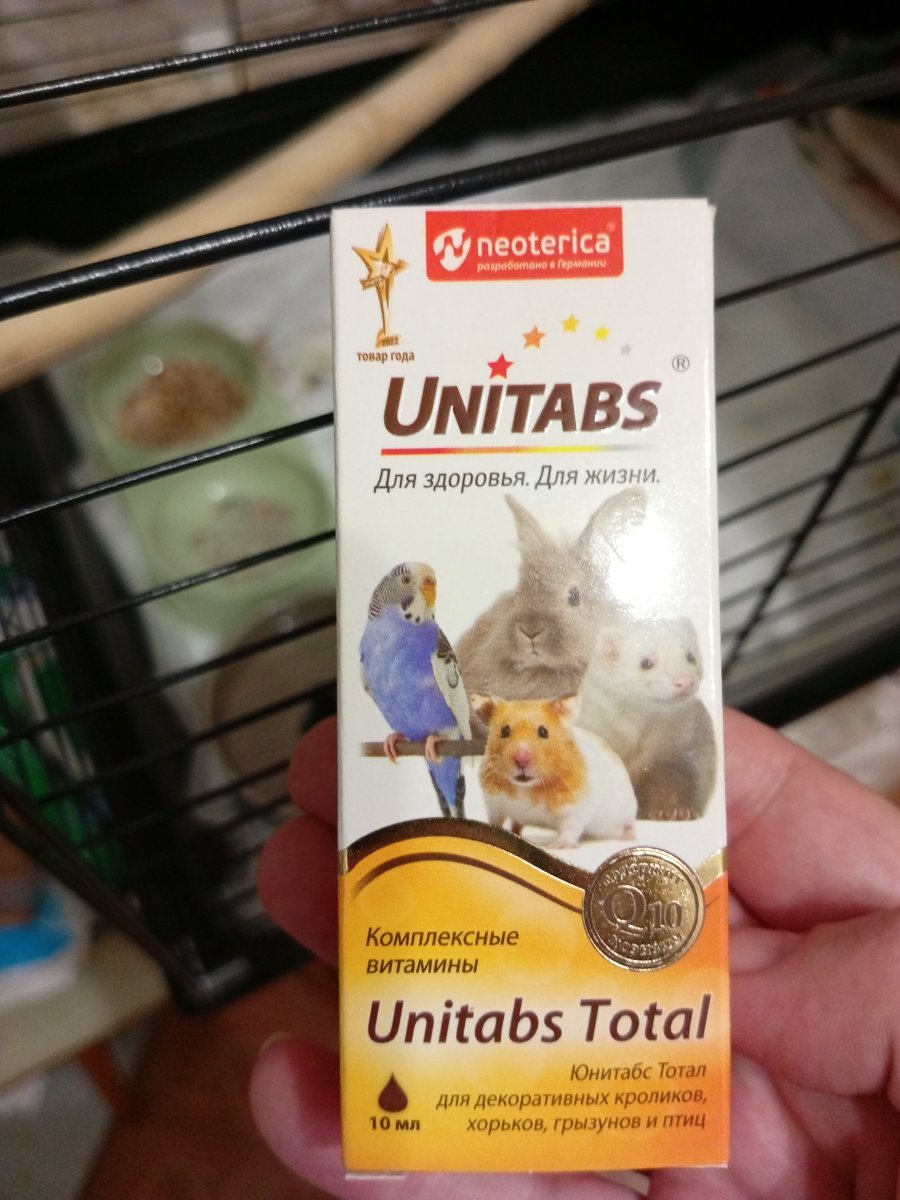 neoterica®
разработано в Германии
2022
товар года
UNITABS®
Для здоровья. Для жизни.
Q10
Комплексные
витамины
Unitabs Total
Юнитабс Тотал
для декоративных кроликов,
хорьков, грызунов и птиц
10 мл